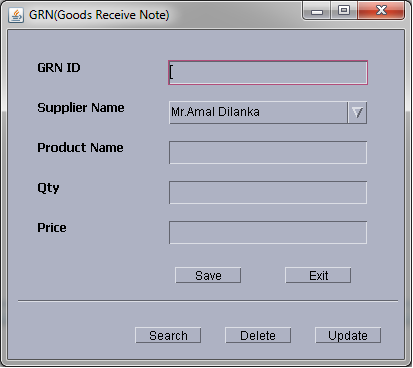 GRN(Goods Receive Note)
GRN ID
Supplier Name
Mr.Amal Dilanka
Product Name
Qty
Price
Save Exit
Search Delete Update